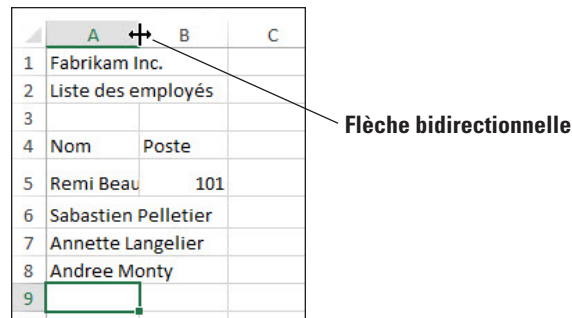 A B C
1 Fabrikam Inc.
2 Liste des employés
3
Flèche bidirectionnelle
4 Nom Poste
5 Remi Beau 101
6 Sabastien Pelletier
7 Annette Langelier
8 Andree Monty
9